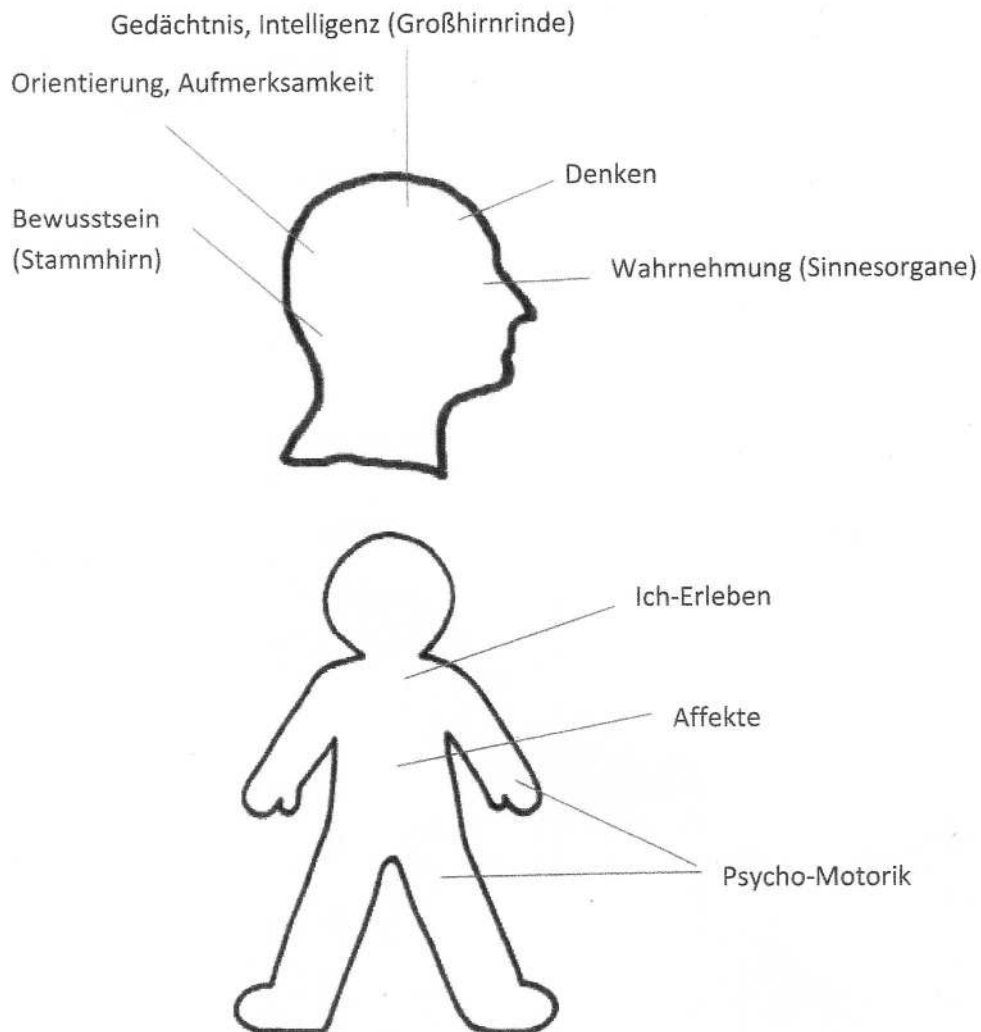 Gedächtnis, Intelligenz (Großhirnrinde)
Orientierung, Aufmerksamkeit
Denken
Bewusstsein
(Stammhirn)
Wahrnehmung (Sinnesorgane)
Ich-Erleben
Affekte
Psycho-Motorik